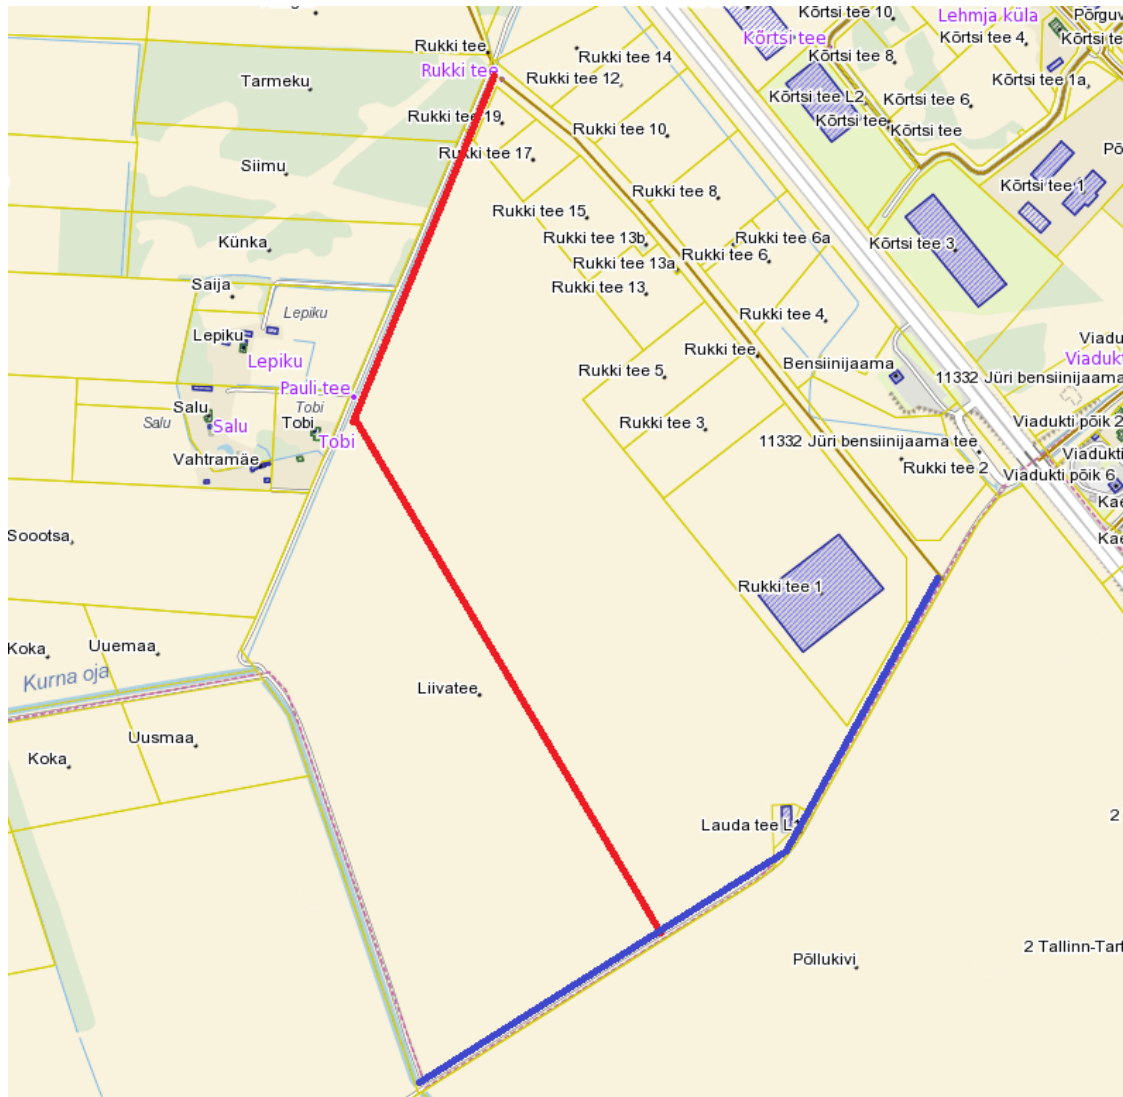 Kõrtsi tee 10
Lehmja küla
Põrguv
Kõrtsi tee
Kõrtsi tee 4
Kõrtsi te
Rukki tee
Rukki tee 14
Kõrtsi tee 8
Rukki tee
Rukki tee 12
Kõrtsi tee 1a
Tarmeku
Kõrtsi tee L2
Kõrtsi tee 6
Rukki tee 19
Rukki tee 10
Kõrtsi tee
Kõrtsi tee
Rukki tee 17
Põ
Siimu
Kõrtsi tee 1
Rukki tee 8
Rukki tee 15
Künka
Rukki tee 13b
Rukki tee 6a
Kõrtsi tee 3
Rukki tee 6
Rukki tee 13a
Saija
Rukki tee 13
Lepiku
Rukki tee 4
Lepiku
Viadu
Lepiku
Rukki tee
Viadukt
Bensiinijaama
Rukki tee 5
11332 Jüri bensiinijaama
Pauli tee
Salu
Tobi
Salu
Salu
Tobi
Rukki tee 3
Viadukti põik 2
Tobi
11332 Jüri bensiinijaama tee
Viadukti
Vahtramäe
Rukki tee 2
Viadukti põik 6
Kae
Soootsa
Kae
Rukki tee 1
Koka
Uuemaa
Kurna oja
Liivatee
Uusmaa
Koka
Lauda tee L1
2
Põllukivi
2 Tallinn-Tart